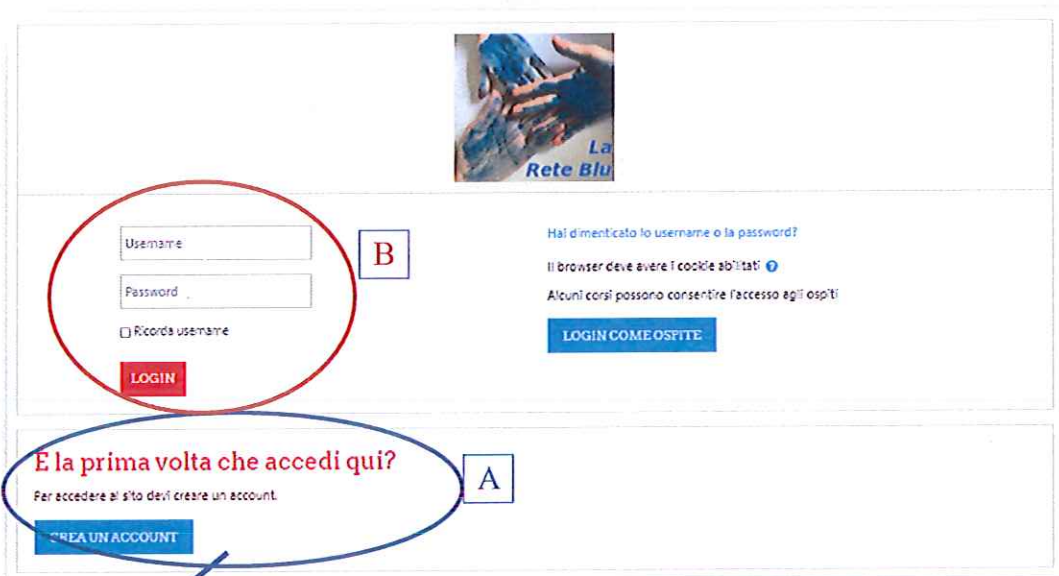 La
Rete Blu
Username
Password
Ricorda username
LOGIN
B
Hai dimenticato lo username o la password?
Il browser deve avere i cookie abilitati
Alcuni corsi possono consentire l'accesso agli ospiti
LOGIN COME OSPITE
È la prima volta che accedi qui?
Per accedere al sito devi creare un account.
CREA UN ACCOUNT
A